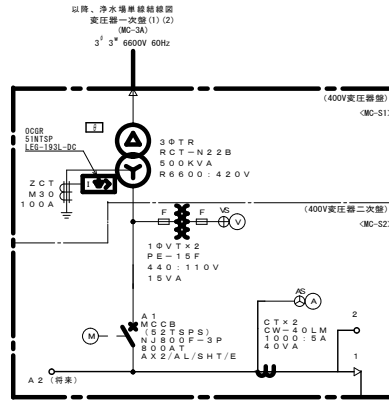 以降、浄水場単線結線図
変圧器一次盤(1)(2)
(MC-3A)
3φ 3W 6600V 60Hz
(400V変圧器盤)
<MC-S1
OCGR
51NTSP
LEG-193L-DC
3ΦTR
RCT-N22B
500KVA
R6600:420V
I
ZCT
M30
100A
(400V変圧器二次盤)
<MC-S2
F
F
VS
V
1ΦVT×2
PE-15F
440:110V
15VA
A1
MCCB
(52TSPS)
NJ800F-3P
800AT
AX2/AL/SHT/E
M
AS
A
CT×2
CW-40LM
1000:5A
40VA
2
1
A2 (将来)